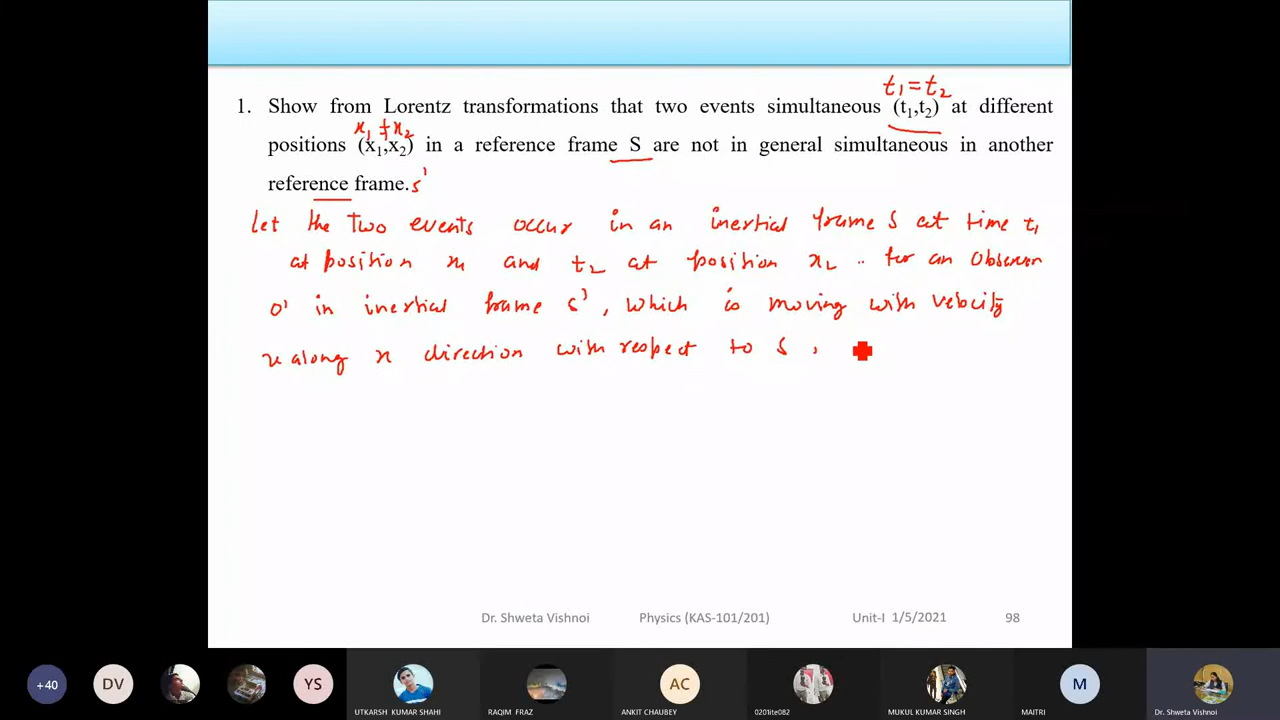 t₁=t₂
1. Show from Lorentz transformations that two events simultaneous (t₁,t₂) at different
x₁ ≠ x₂
positions (x₁,x₂) in a reference frame S are not in general simultaneous in another
reference frame. s'
Let the Two events occur in an inertial frame S at time t₁
at position x₁ and t₂ at position x₂ .. for an Observer
O' in inertial frame S', which is moving with velocity
v along x direction with respect to S,
Dr. Shweta Vishnoi Physics (KAS-101/201) Unit-I 1/5/2021 98
+40 DV YS AC M
UTKARSH KUMAR SHAHI RAQIM FRAZ ANKIT CHAUBEY 0201ite082 MUKUL KUMAR SINGH MAITRI Dr. Shweta Vishnoi